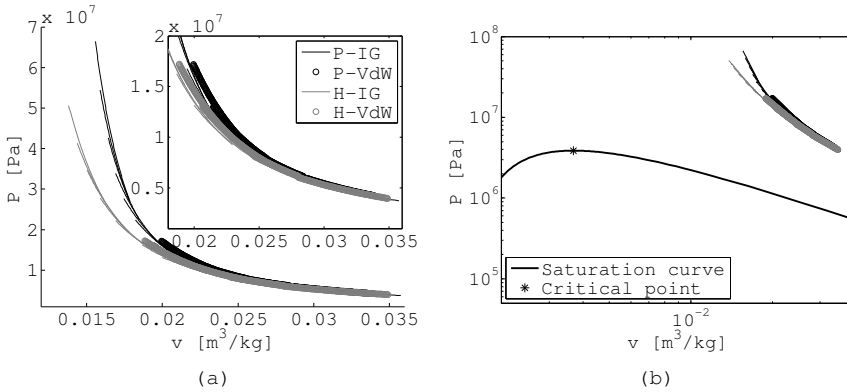 x 10^7
7
6
5
4
3
2
1
0.015
0.02
0.025
0.03
0.035
P [Pa]
v [m^3/kg]
x 10^7
2
1.5
1
0.5
0.02
0.025
0.03
0.035
P-IG
P-VdW
H-IG
H-VdW
(a)
10^8
10^7
10^6
10^5
P [Pa]
10^-2
v [m^3/kg]
Saturation curve
Critical point
(b)